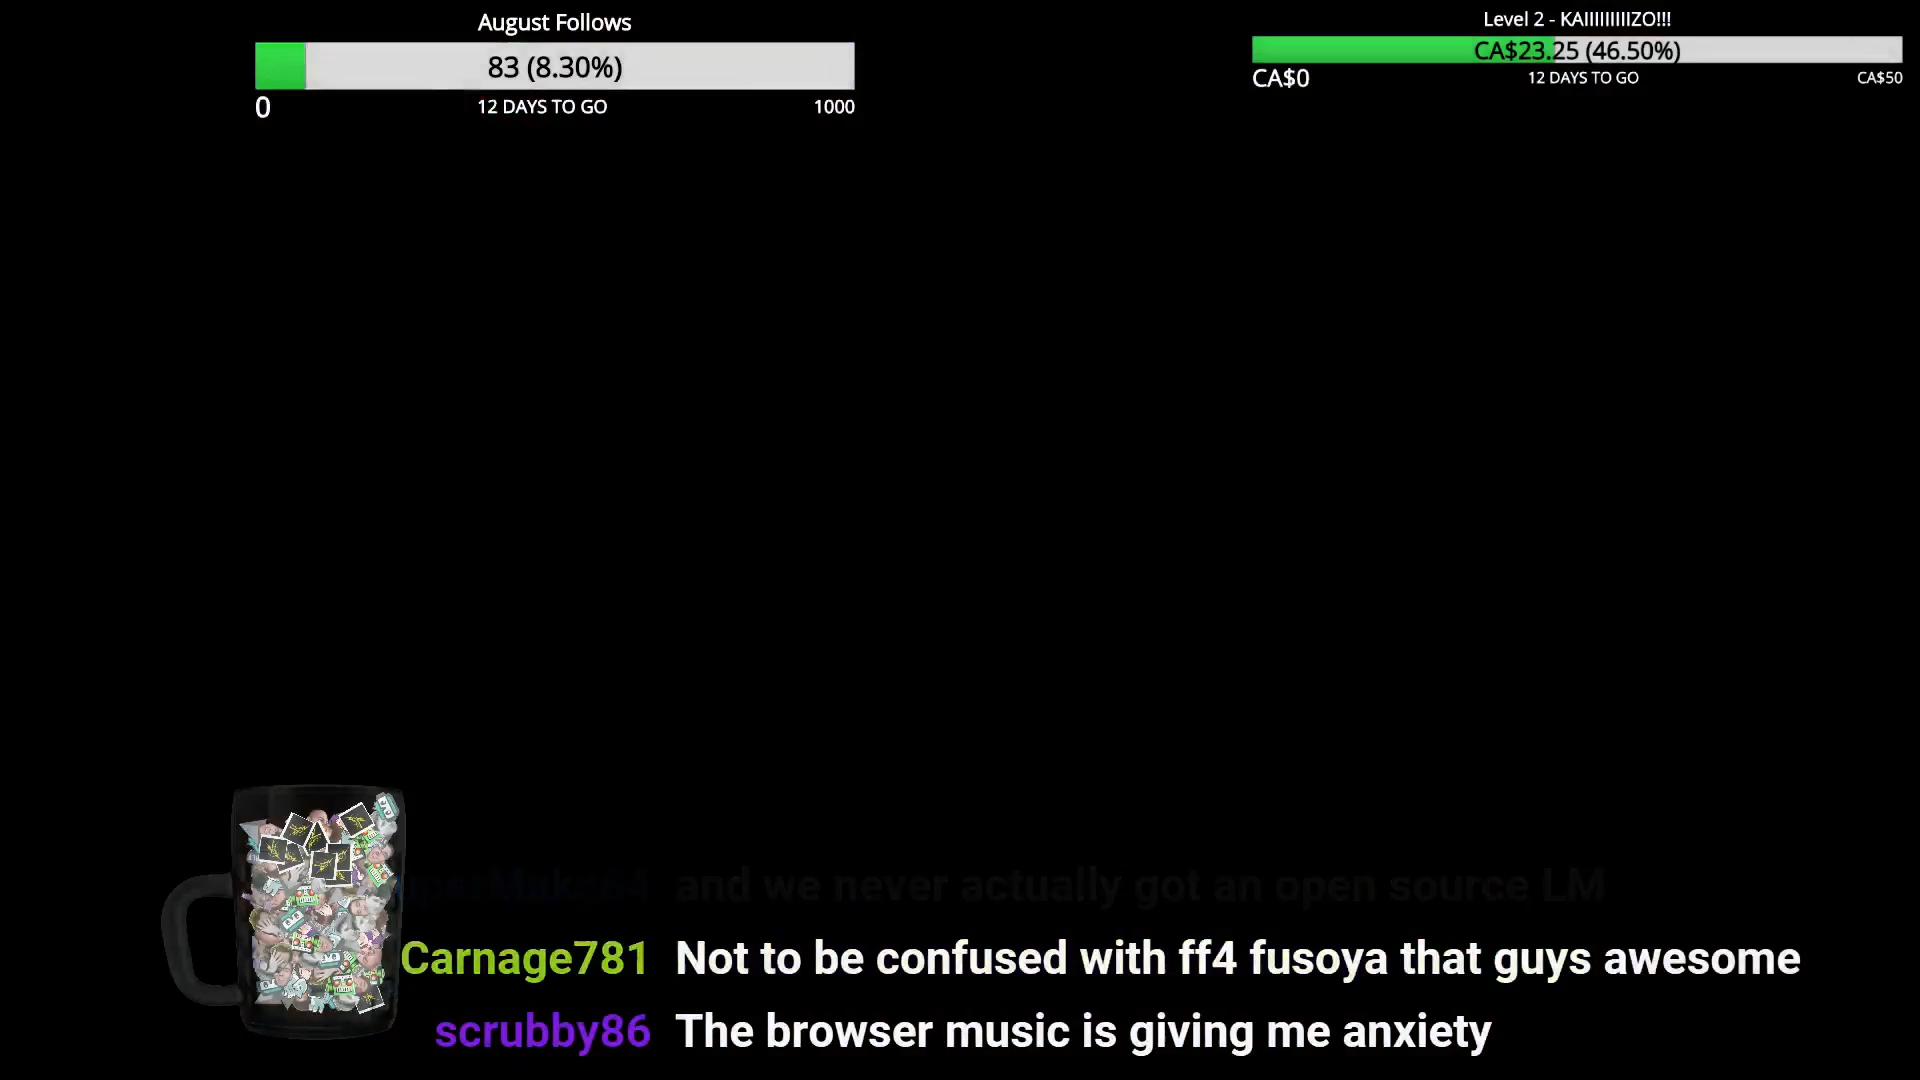 August Follows
83 (8.30%)
0 12 DAYS TO GO 1000
Level 2 - KAIIIIIIIIIZO!!!
CA$23.25 (46.50%)
CA$0 12 DAYS TO GO CA$50
and we never actually got an open source LM
Carnage781 Not to be confused with ff4 fusoya that guys awesome
scrubby86 The browser music is giving me anxiety